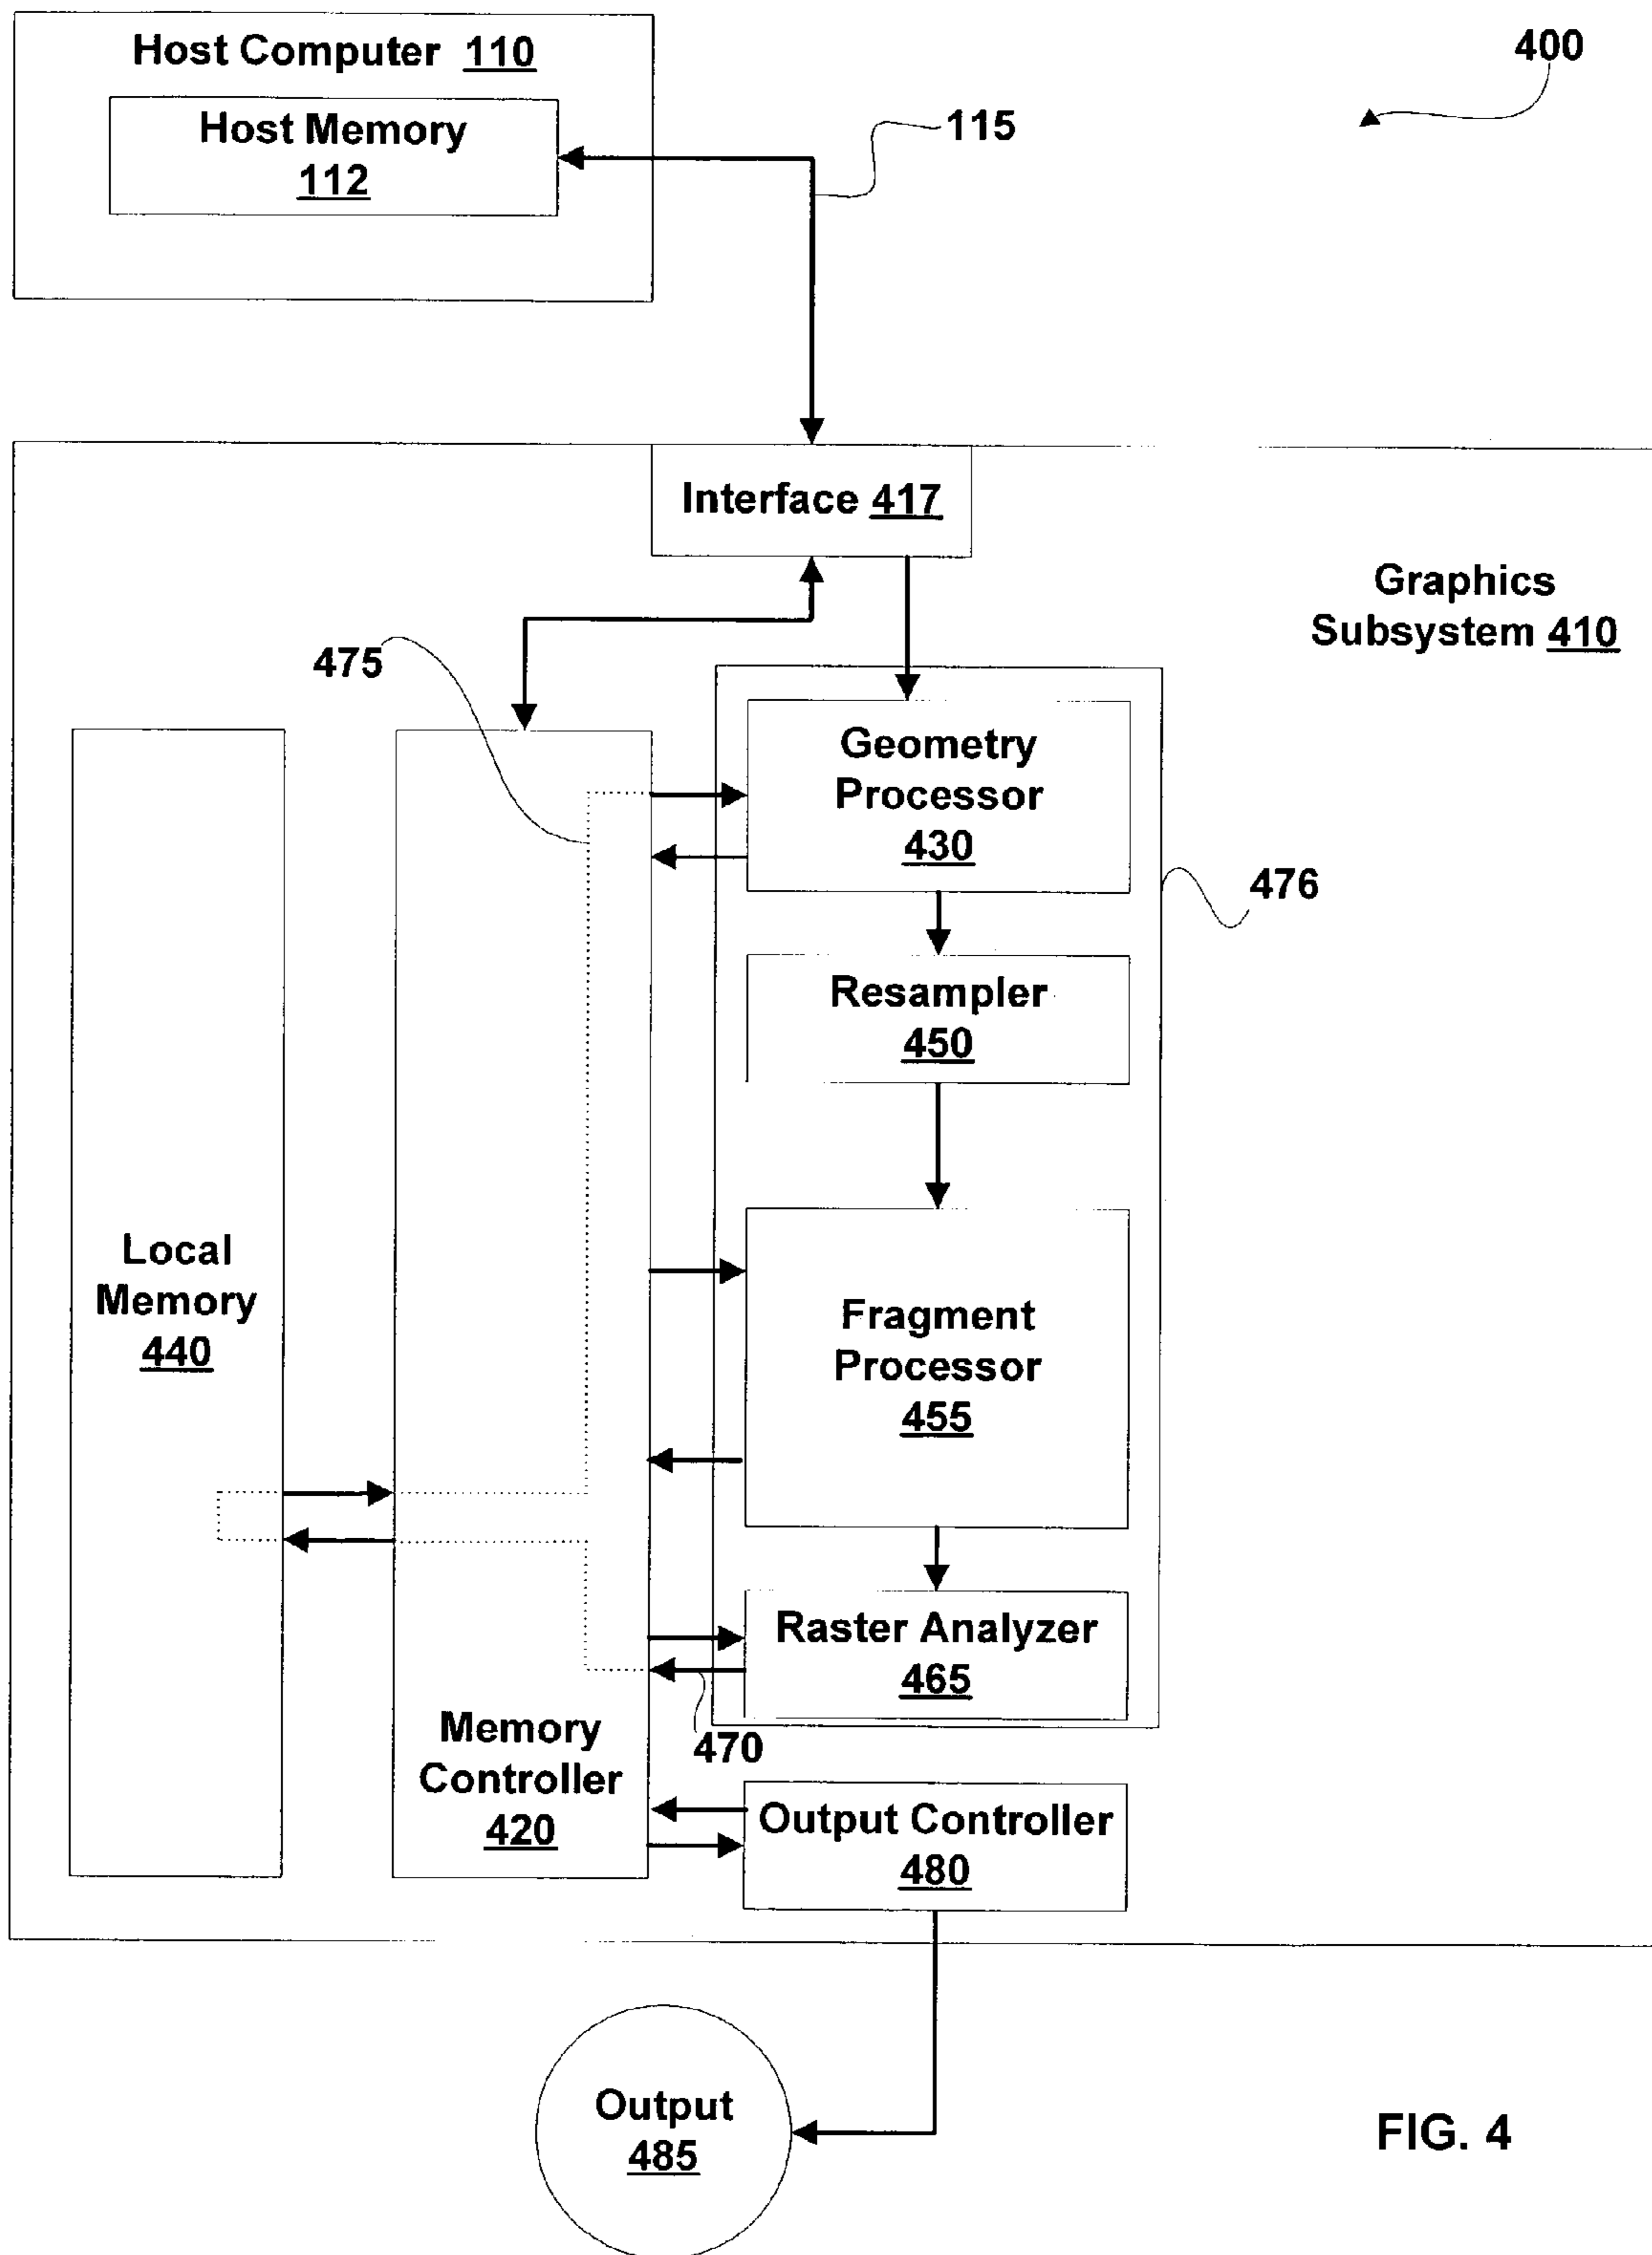 Host Computer 110
400
Host Memory
112
115
Interface 417
Graphics
Subsystem 410
475
Geometry
Processor
430
476
Resampler
450
Local
Memory
440
Fragment
Processor
455
Raster Analyzer
465
470
Memory
Controller
420
Output Controller
480
Output
485
FIG. 4